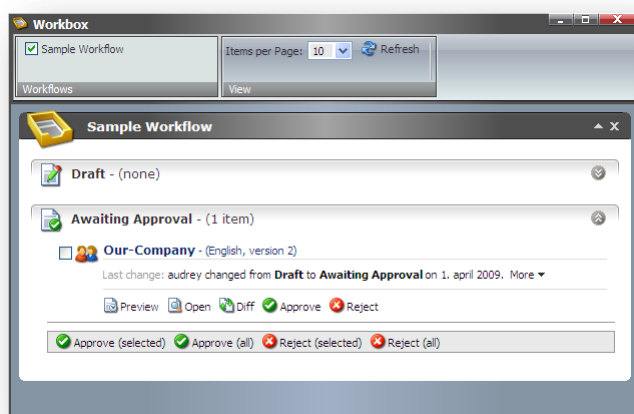 Workbox
Sample Workflow
Items per Page: 10 Refresh
Workflows
View
Sample Workflow
Draft - (none)
Awaiting Approval - (1 item)
Our-Company - (English, version 2)
Last change: audrey changed from Draft to Awaiting Approval on 1. april 2009. More
Preview Open Diff Approve Reject
Approve (selected) Approve (all) Reject (selected) Reject (all)